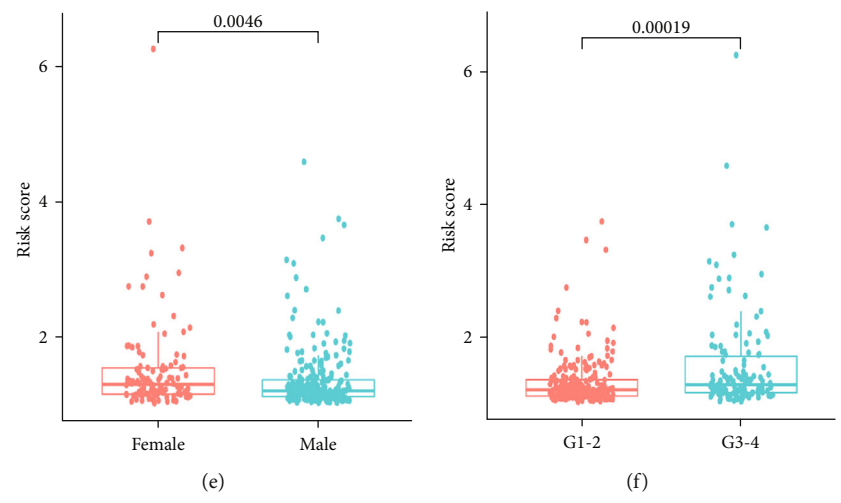 0.0046
6
4
2
Risk score
Female
Male
(e)
0.00019
6
4
2
Risk score
G1-2
G3-4
(f)